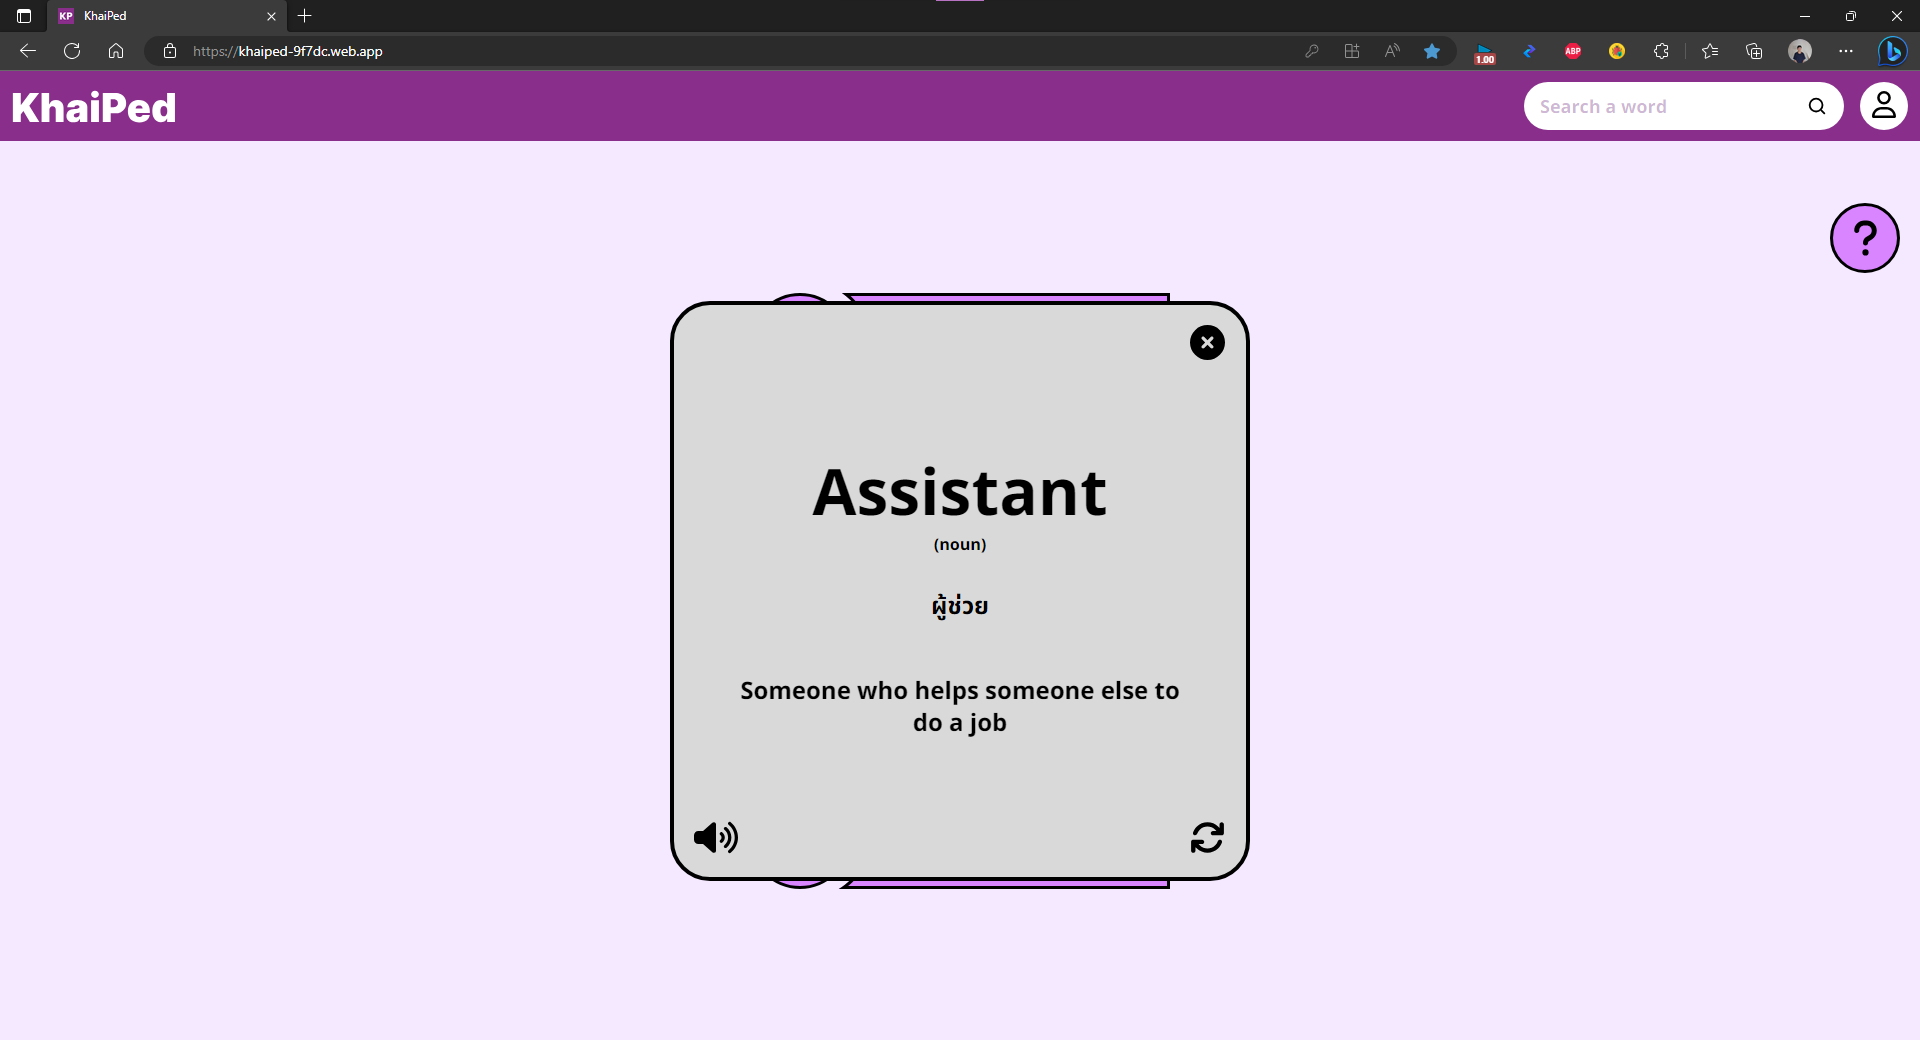 KP KhaiPed
https://khaiped-9f7dc.web.app
1.00
ABP
KhaiPed
Search a word
?
Assistant
(noun)
ผู้ช่วย
Someone who helps someone else to
do a job